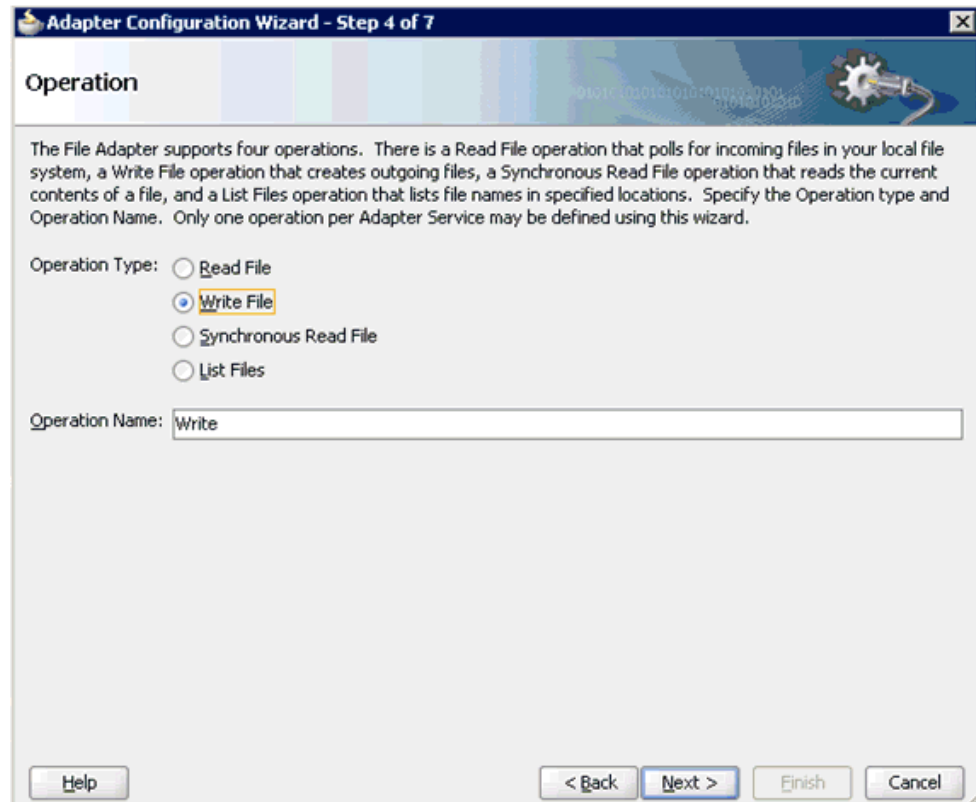 Adapter Configuration Wizard - Step 4 of 7
Operation
The File Adapter supports four operations.  There is a Read File operation that polls for incoming files in your local file
system, a Write File operation that creates outgoing files, a Synchronous Read File operation that reads the current
contents of a file, and a List Files operation that lists file names in specified locations.  Specify the Operation type and
Operation Name.  Only one operation per Adapter Service may be defined using this wizard.
Operation Type: Read File
Write File
Synchronous Read File
List Files
Operation Name: Write
Help < Back Next > Finish Cancel